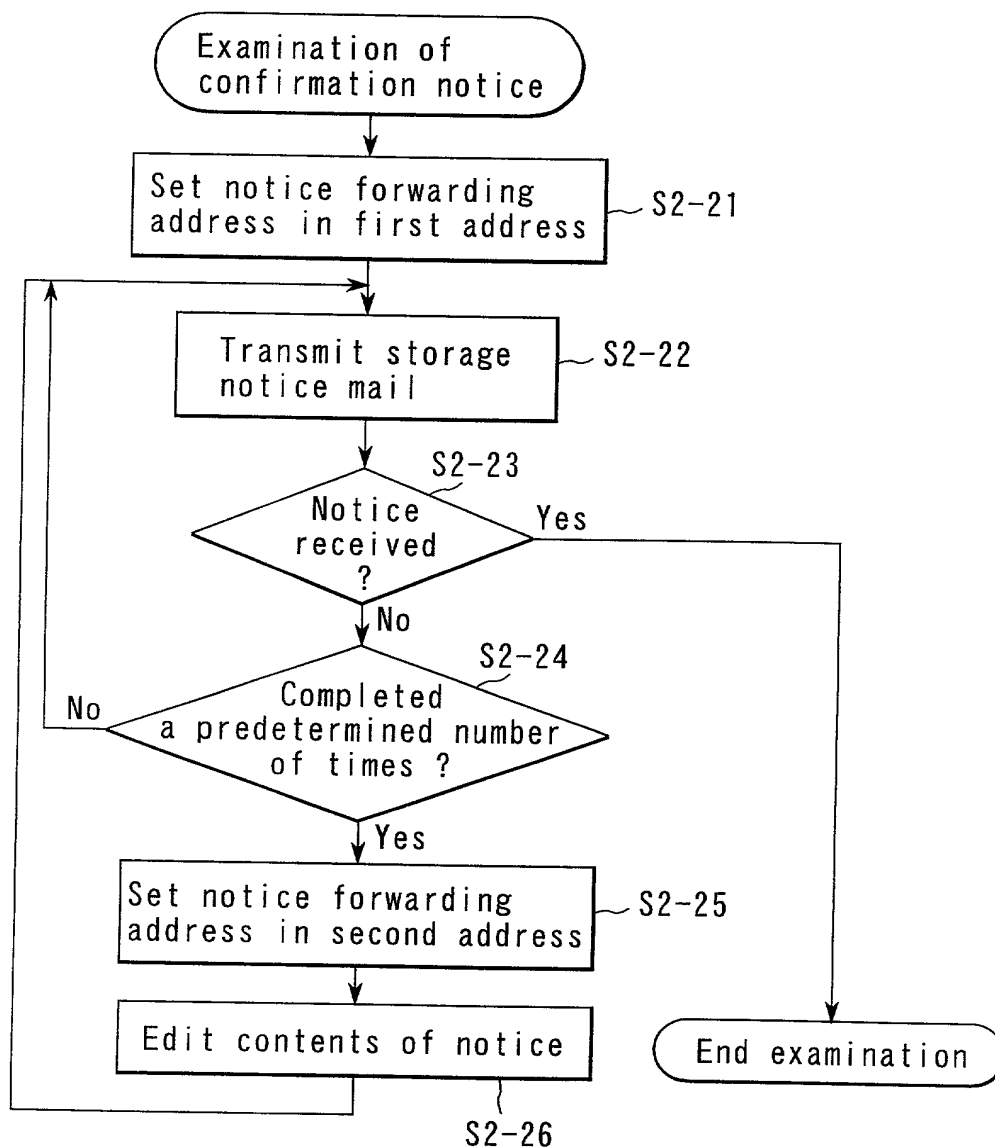 Examination of
confirmation notice
Set notice forwarding
address in first address
S2-21
Transmit storage
notice mail
S2-22
S2-23
Notice
received
?
Yes
No
S2-24
Completed
a predetermined number
of times ?
No
Yes
Set notice forwarding
address in second address
S2-25
Edit contents of notice
S2-26
End examination